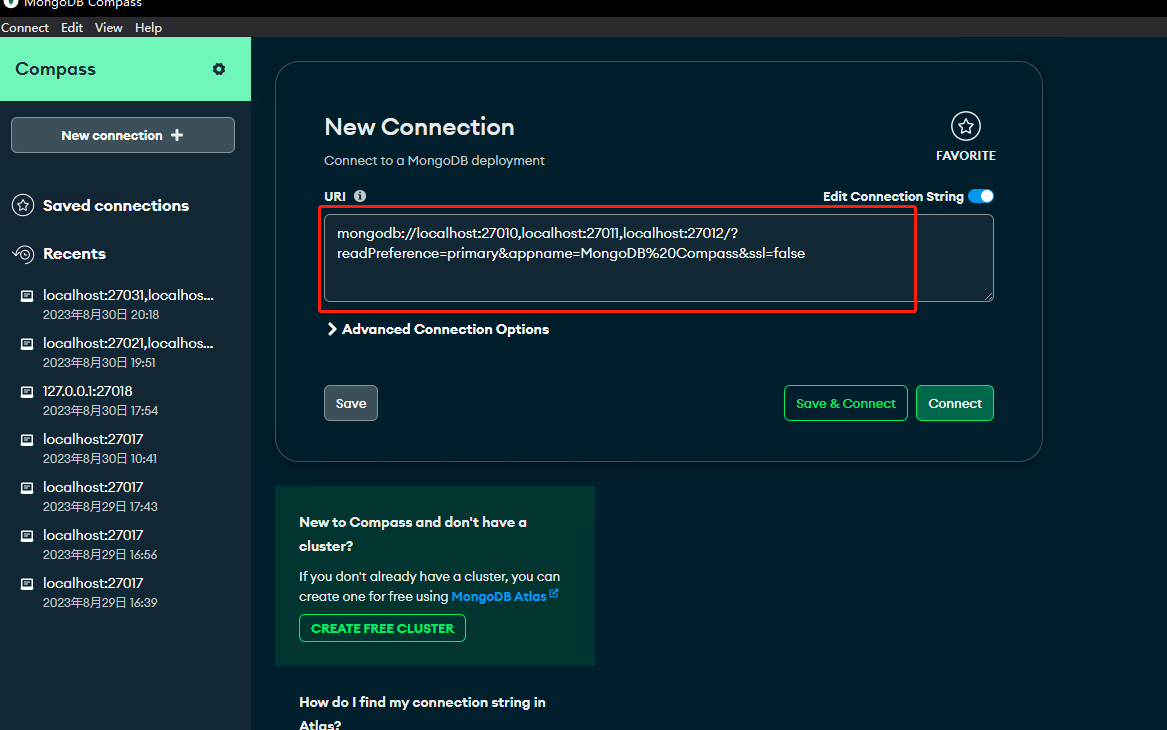 MongoDB Compass
Connect Edit View Help
Compass
New connection
Saved connections
Recents
localhost:27031,localhos...
2023年8月30日 20:18
localhost:27021,localhos...
2023年8月30日 19:51
127.0.0.1:27018
2023年8月30日 17:54
localhost:27017
2023年8月30日 10:41
localhost:27017
2023年8月29日 17:43
localhost:27017
2023年8月29日 16:56
localhost:27017
2023年8月29日 16:39
New Connection
Connect to a MongoDB deployment
FAVORITE
URI
Edit Connection String
mongodb://localhost:27010,localhost:27011,localhost:27012/?
readPreference=primary&appname=MongoDB%20Compass&ssl=false
Advanced Connection Options
Save
Save & Connect
Connect
New to Compass and don't have a
cluster?
If you don't already have a cluster, you can
create one for free using MongoDB Atlas
CREATE FREE CLUSTER
How do I find my connection string in
Atlas?